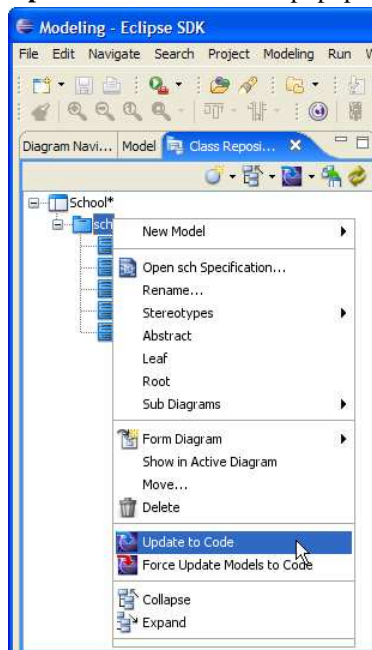 Modeling - Eclipse SDK
File Edit Navigate Search Project Modeling Run
Diagram Navi... Model Class Reposi...
School*
sch
New Model
Open sch Specification...
Rename...
Stereotypes
Abstract
Leaf
Root
Sub Diagrams
Form Diagram
Show in Active Diagram
Move...
Delete
Update to Code
Force Update Models to Code
Collapse
Expand